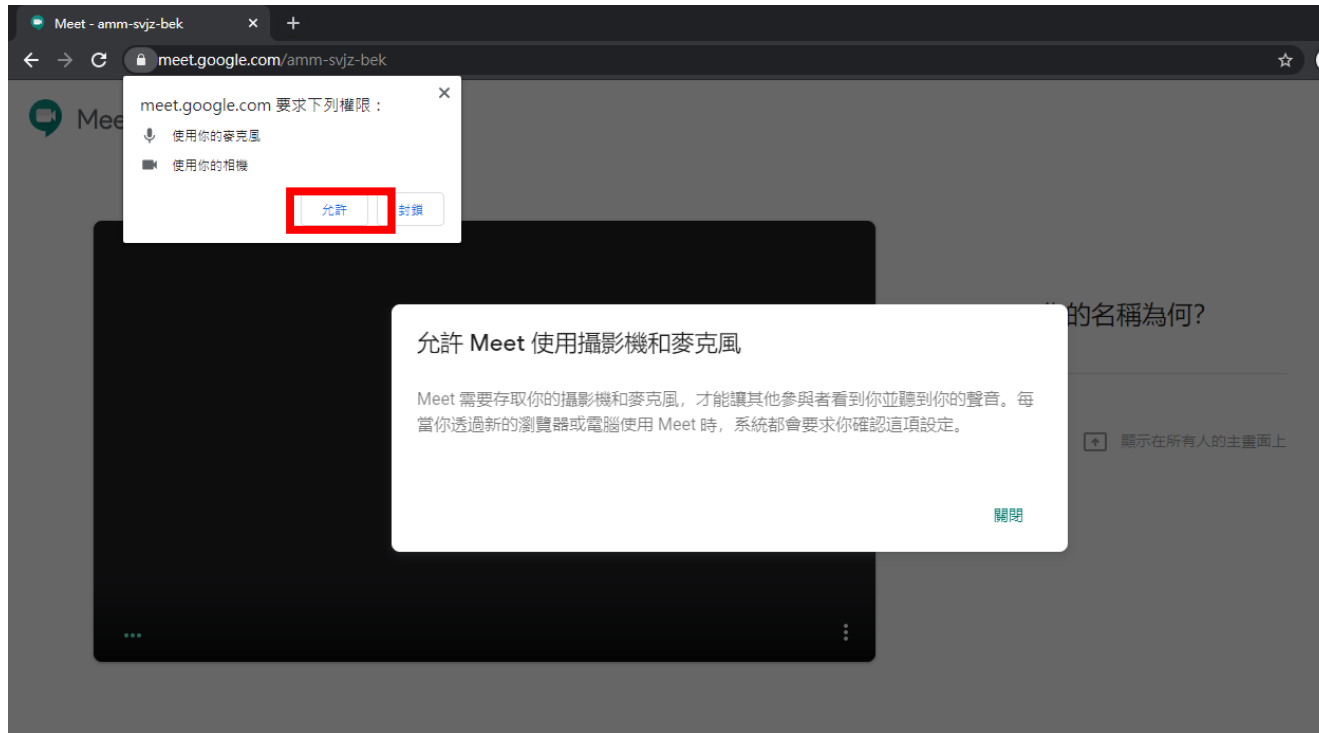 Meet - amm-svjz-bek
meet.google.com/amm-svjz-bek
Mee
meet.google.com 要求下列權限：
使用你的麥克風
使用你的相機
允許
封鎖
的名稱為何?
允許 Meet 使用攝影機和麥克風
Meet 需要存取你的攝影機和麥克風，才能讓其他參與者看到你並聽到你的聲音。每
當你透過新的瀏覽器或電腦使用 Meet 時，系統都會要求你確認這項設定。
顯示在所有人的主畫面上
關閉